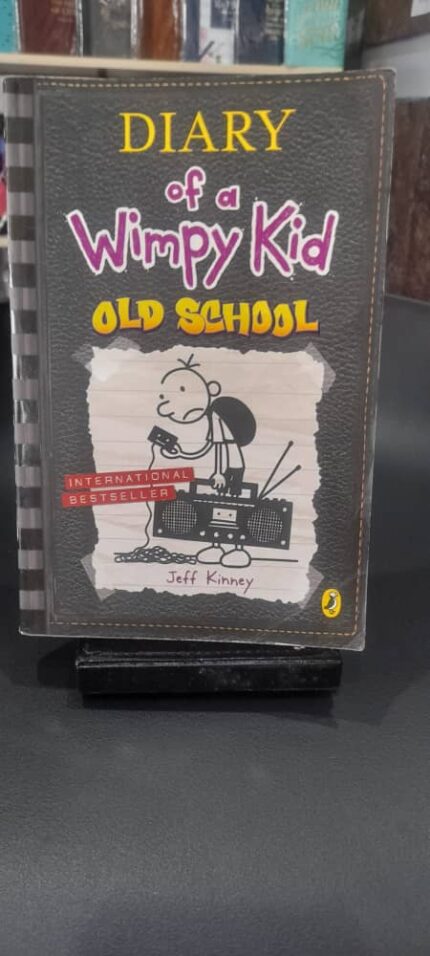 DIARY
of a
Wimpy Kid
OLD SCHOOL
INTERNATIONAL
BESTSELLER
Jeff Kinney